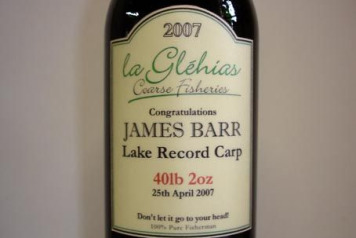 2007
la Gléhias
Coarse Fisheries
Congratulations
JAMES BARR
Lake Record Carp
40lb 2oz
25th April 2007
Don't let it go to your head!
100% Pure Fisherman